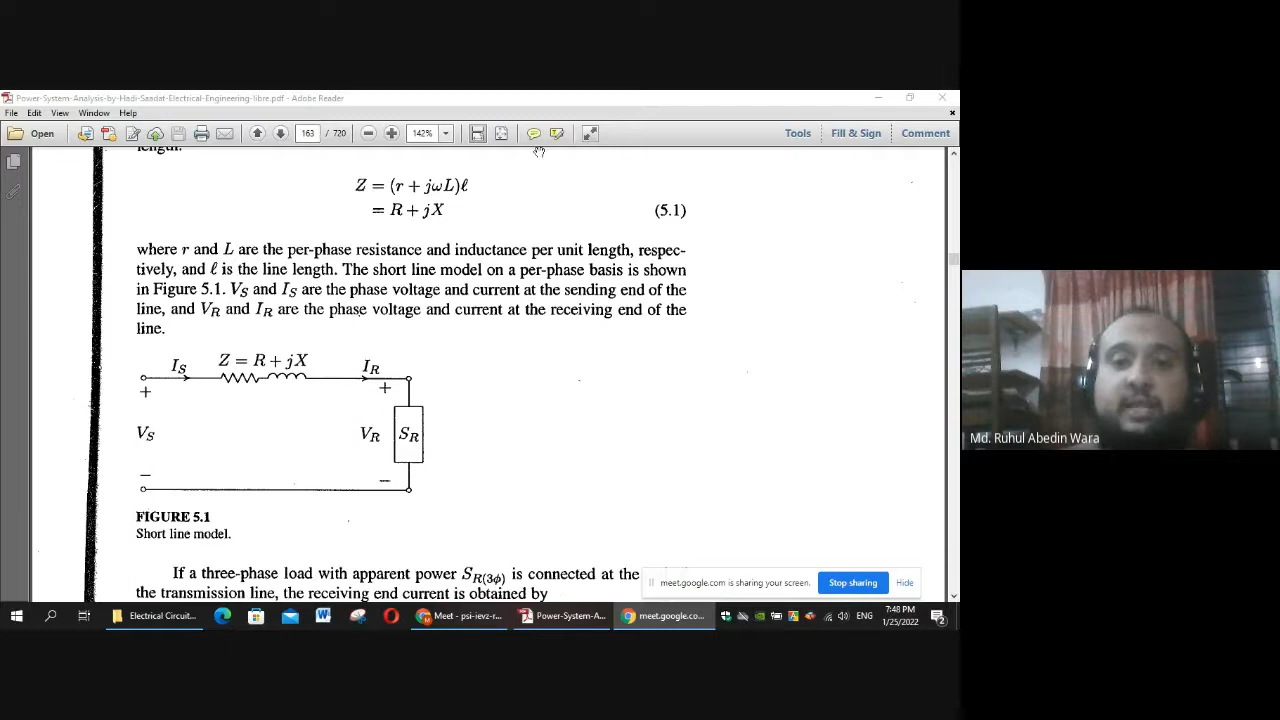 Power-System-Analysis-by-Hadi-Saadat-Electrical-Engineering-libre.pdf - Adobe Reader
File Edit View Window Help
Open 163 / 720 142% Tools Fill & Sign Comment
length.
Z = (r + jωL)ℓ
= R + jX (5.1)
where r and L are the per-phase resistance and inductance per unit length, respec-
tively, and ℓ is the line length. The short line model on a per-phase basis is shown
in Figure 5.1. V_S and I_S are the phase voltage and current at the sending end of the
line, and V_R and I_R are the phase voltage and current at the receiving end of the
line.
I_S Z = R + jX I_R
+ +
V_S V_R S_R
− −
FIGURE 5.1
Short line model.
If a three-phase load with apparent power S_R(3ϕ) is connected at the
the transmission line, the receiving end current is obtained by
meet.google.com is sharing your screen. Stop sharing Hide
Electrical Circuit... Meet - psi-ievz-r... Power-System-A... meet.google.co... ENG 7:48 PM
1/25/2022 2
Md. Ruhul Abedin Wara